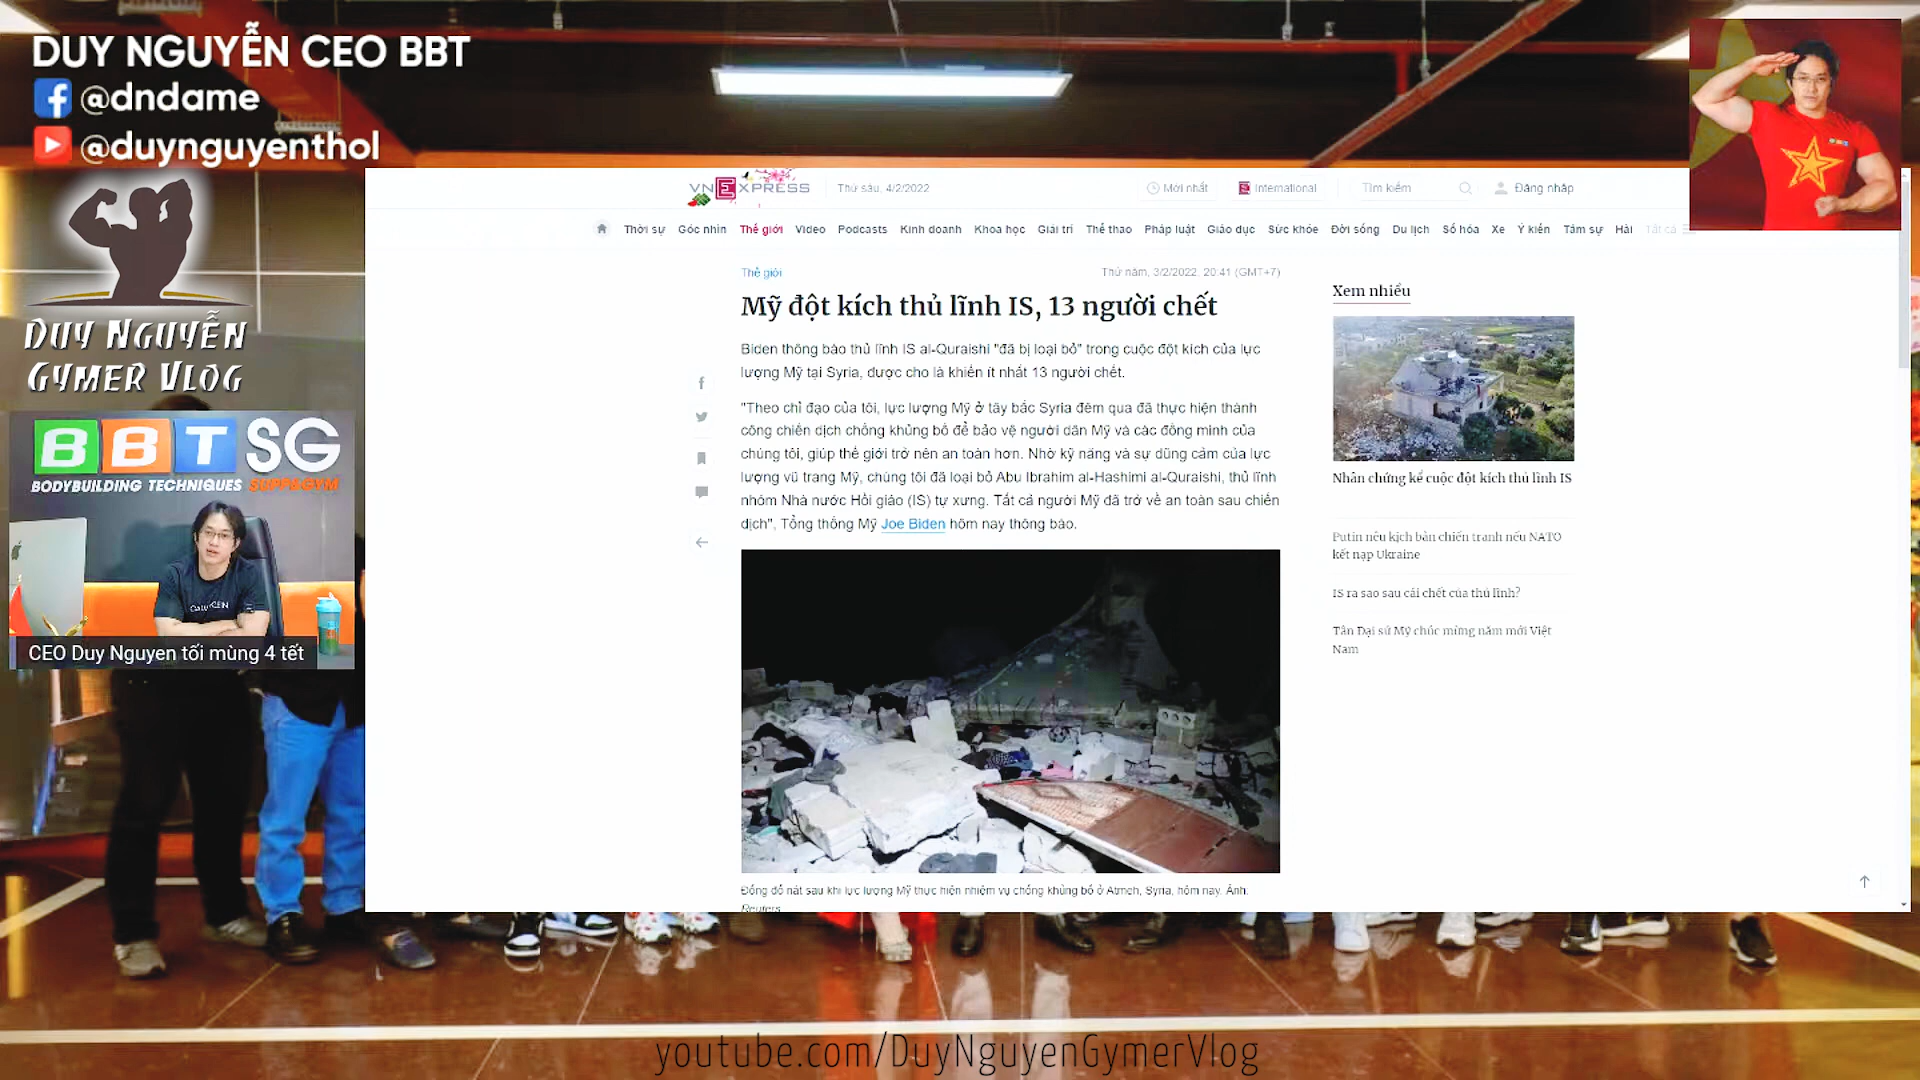 DUY NGUYỄN CEO BBT
@dndame
@duynguyenthol
DUY NGUYỄN
GYMER VLOG
BBTSG
BODYBUILDING TECHNIQUES SUPP&GYM
CEO Duy Nguyen tối mùng 4 tết
VNEXPRESS
Thứ sáu, 4/2/2022
Mới nhất
International
Tìm kiếm
Đăng nhập
Thời sự Góc nhìn Thế giới Video Podcasts Kinh doanh Khoa học Giải trí Thể thao Pháp luật Giáo dục Sức khỏe Đời sống Du lịch Số hóa Xe Ý kiến Tâm sự Hài Tất cả
Thế giới
Thứ năm, 3/2/2022, 20:41 (GMT+7)
Mỹ đột kích thủ lĩnh IS, 13 người chết
Biden thông báo thủ lĩnh IS al-Quraishi "đã bị loại bỏ" trong cuộc đột kích của lực
lượng Mỹ tại Syria, được cho là khiến ít nhất 13 người chết.
"Theo chỉ đạo của tôi, lực lượng Mỹ ở tây bắc Syria đêm qua đã thực hiện thành
công chiến dịch chống khủng bố để bảo vệ người dân Mỹ và các đồng minh của
chúng tôi, giúp thế giới trở nên an toàn hơn. Nhờ kỹ năng và sự dũng cảm của lực
lượng vũ trang Mỹ, chúng tôi đã loại bỏ Abu Ibrahim al-Hashimi al-Quraishi, thủ lĩnh
nhóm Nhà nước Hồi giáo (IS) tự xưng. Tất cả người Mỹ đã trở về an toàn sau chiến
dịch", Tổng thống Mỹ Joe Biden hôm nay thông báo.
Đống đổ nát sau khi lực lượng Mỹ thực hiện nhiệm vụ chống khủng bố ở Atmeh, Syria, hôm nay. Ảnh:
Reuters
Xem nhiều
Nhân chứng kể cuộc đột kích thủ lĩnh IS
Putin nêu kịch bản chiến tranh nếu NATO
kết nạp Ukraine
IS ra sao sau cái chết của thủ lĩnh?
Tân Đại sứ Mỹ chúc mừng năm mới Việt
Nam
youtube.com/DuyNguyenGymerVlog